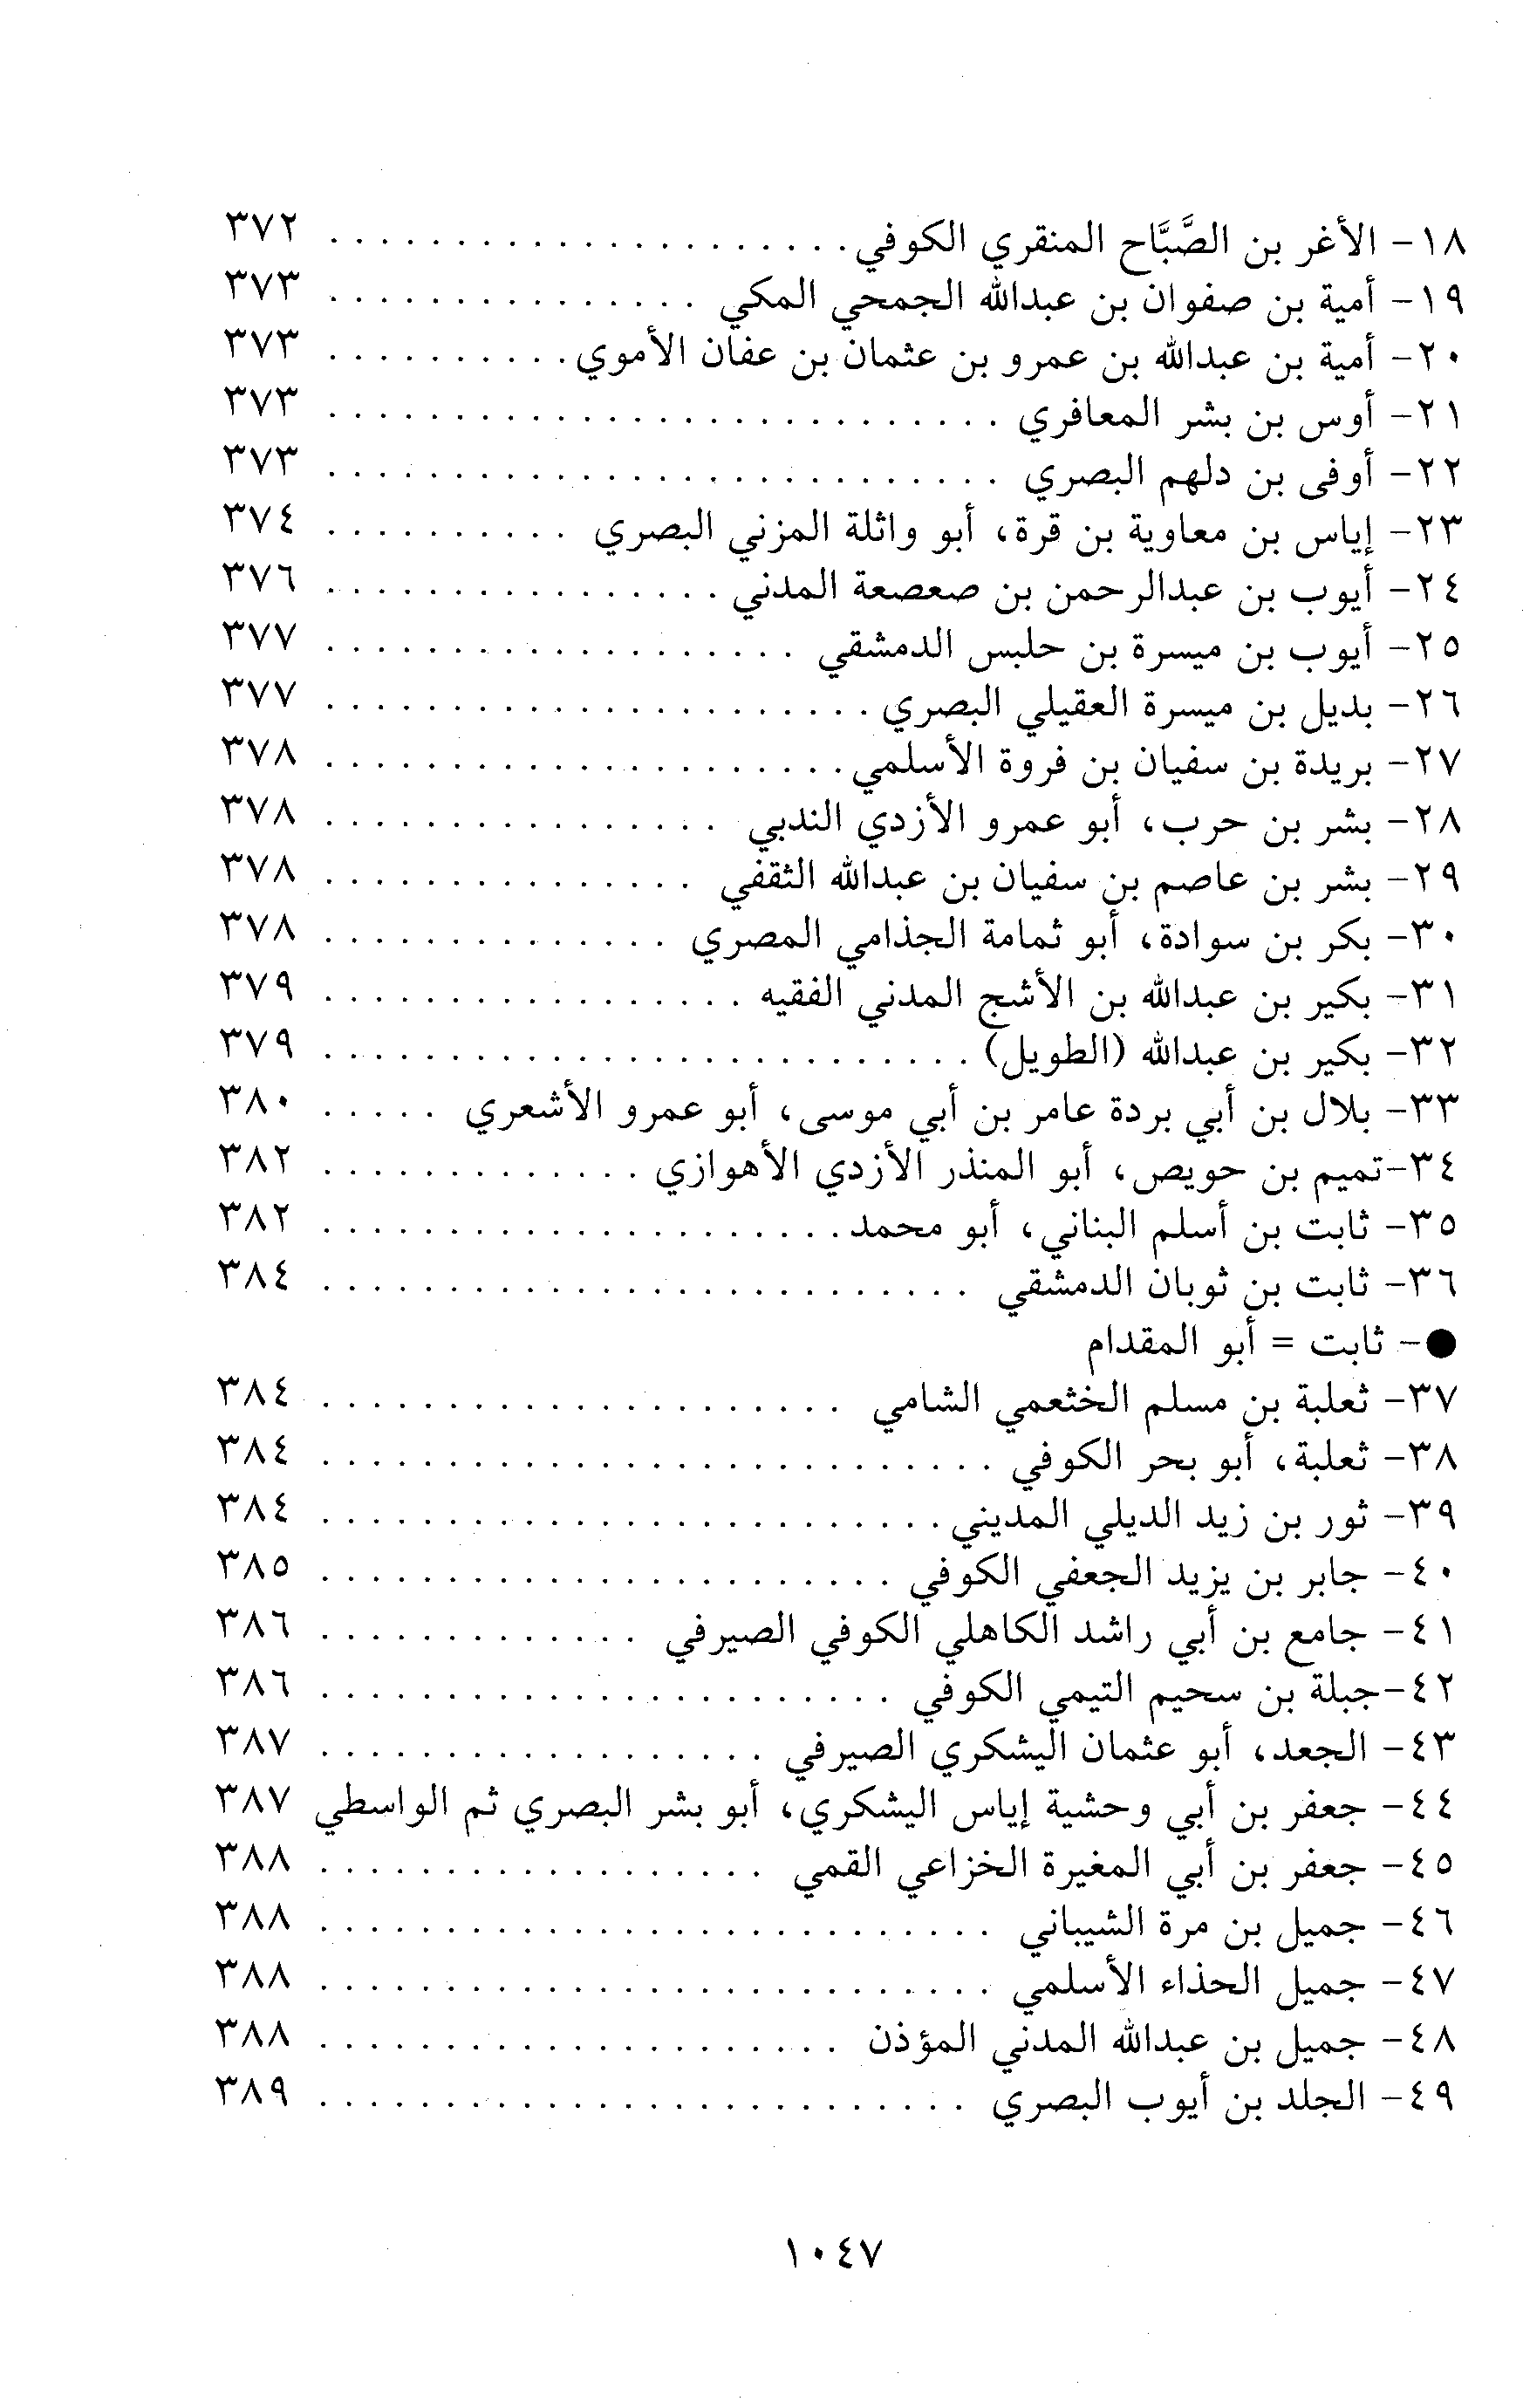 ١٨- الأغر بن الصَّبَّاح المنقري الكوفي . . . . . . . . . . . . . . . . . . . . . ٣٧٢
١٩- أمية بن صفوان بن عبدالله الجمحي المكي . . . . . . . . . . . . . . . ٣٧٣
٢٠- أمية بن عبدالله بن عمرو بن عثمان بن عفان الأموي . . . . . . . . . . ٣٧٣
٢١- أوس بن بشر المعافري . . . . . . . . . . . . . . . . . . . . . . . . . . . ٣٧٣
٢٢- أوفى بن دلهم البصري . . . . . . . . . . . . . . . . . . . . . . . . . . . ٣٧٣
٢٣- إياس بن معاوية بن قرة، أبو واثلة المزني البصري . . . . . . . . . . ٣٧٤
٢٤- أيوب بن عبدالرحمن بن صعصعة المدني . . . . . . . . . . . . . . . . ٣٧٦
٢٥- أيوب بن ميسرة بن حلبس الدمشقي . . . . . . . . . . . . . . . . . . . ٣٧٧
٢٦- بديل بن ميسرة العقيلي البصري . . . . . . . . . . . . . . . . . . . . . . ٣٧٧
٢٧- بريدة بن سفيان بن فروة الأسلمي . . . . . . . . . . . . . . . . . . . . . ٣٧٨
٢٨- بشر بن حرب، أبو عمرو الأزدي الندبي . . . . . . . . . . . . . . . . ٣٧٨
٢٩- بشر بن عاصم بن سفيان بن عبدالله الثقفي . . . . . . . . . . . . . . . ٣٧٨
٣٠- بكر بن سوادة، أبو ثمامة الجذامي المصري . . . . . . . . . . . . . . ٣٧٨
٣١- بكير بن عبدالله بن الأشج المدني الفقيه . . . . . . . . . . . . . . . . . ٣٧٩
٣٢- بكير بن عبدالله (الطويل) . . . . . . . . . . . . . . . . . . . . . . . . . . ٣٧٩
٣٣- بلال بن أبي بردة عامر بن أبي موسى، أبو عمرو الأشعري . . . . . ٣٨٠
٣٤-تميم بن حويص، أبو المنذر الأزدي الأهوازي . . . . . . . . . . . . . ٣٨٢
٣٥- ثابت بن أسلم البناني، أبو محمد . . . . . . . . . . . . . . . . . . . . . ٣٨٢
٣٦- ثابت بن ثوبان الدمشقي . . . . . . . . . . . . . . . . . . . . . . . . . . ٣٨٤
●- ثابت = أبو المقدام
٣٧- ثعلبة بن مسلم الخثعمي الشامي . . . . . . . . . . . . . . . . . . . . . ٣٨٤
٣٨- ثعلبة، أبو بحر الكوفي . . . . . . . . . . . . . . . . . . . . . . . . . . . ٣٨٤
٣٩- ثور بن زيد الديلي المديني . . . . . . . . . . . . . . . . . . . . . . . . . ٣٨٤
٤٠- جابر بن يزيد الجعفي الكوفي . . . . . . . . . . . . . . . . . . . . . . . ٣٨٥
٤١- جامع بن أبي راشد الكاهلي الكوفي الصيرفي . . . . . . . . . . . . . ٣٨٦
٤٢-جبلة بن سحيم التيمي الكوفي . . . . . . . . . . . . . . . . . . . . . . . ٣٨٦
٤٣- الجعد، أبو عثمان اليشكري الصيرفي . . . . . . . . . . . . . . . . . . ٣٨٧
٤٤- جعفر بن أبي وحشية إياس اليشكري، أبو بشر البصري ثم الواسطي ٣٨٧
٤٥- جعفر بن أبي المغيرة الخزاعي القمي . . . . . . . . . . . . . . . . . . ٣٨٨
٤٦- جميل بن مرة الشيباني . . . . . . . . . . . . . . . . . . . . . . . . . . . ٣٨٨
٤٧- جميل الحذاء الأسلمي . . . . . . . . . . . . . . . . . . . . . . . . . . . ٣٨٨
٤٨- جميل بن عبدالله المدني المؤذن . . . . . . . . . . . . . . . . . . . . . ٣٨٨
٤٩- الجلد بن أيوب البصري . . . . . . . . . . . . . . . . . . . . . . . . . . ٣٨٩
١٠٤٧